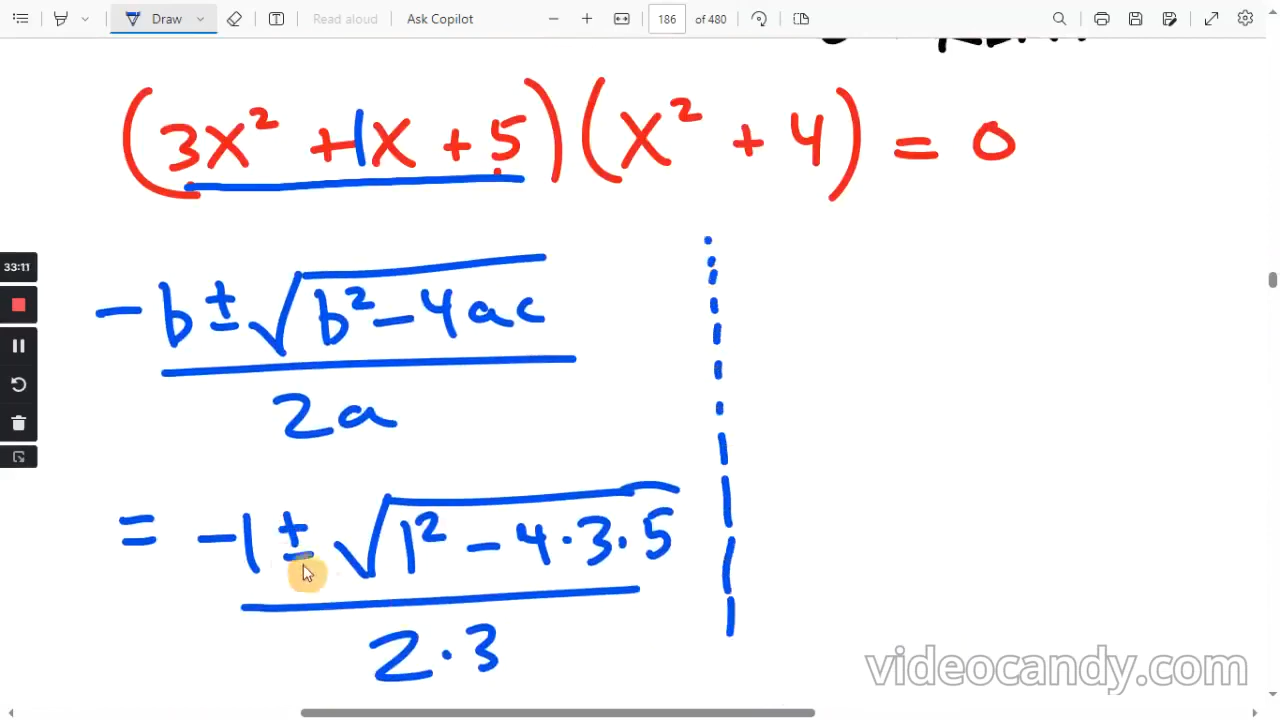 Draw Read aloud Ask Copilot 186 of 480
(3x² + 1x + 5)(x² + 4) = 0
33:11
-b ± √b² - 4ac
2a
= -1 ± √1² - 4·3·5
2·3
videocandy.com